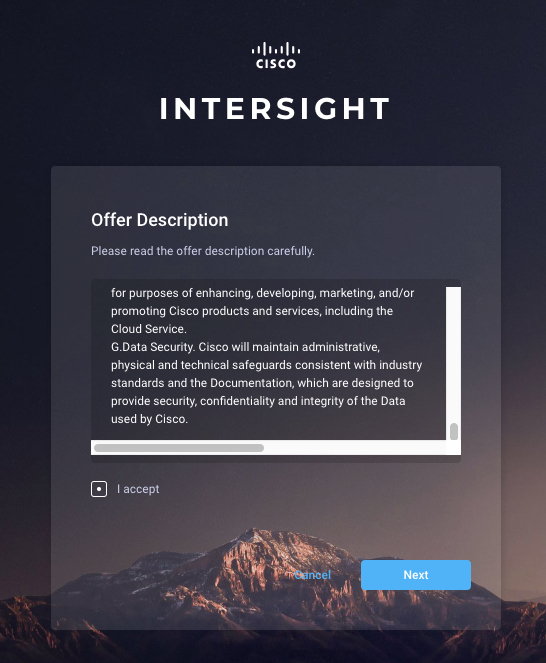 CISCO
INTERSIGHT
Offer Description
Please read the offer description carefully.
for purposes of enhancing, developing, marketing, and/or
promoting Cisco products and services, including the
Cloud Service.
G.Data Security. Cisco will maintain administrative,
physical and technical safeguards consistent with industry
standards and the Documentation, which are designed to
provide security, confidentiality and integrity of the Data
used by Cisco.
I accept
Cancel
Next